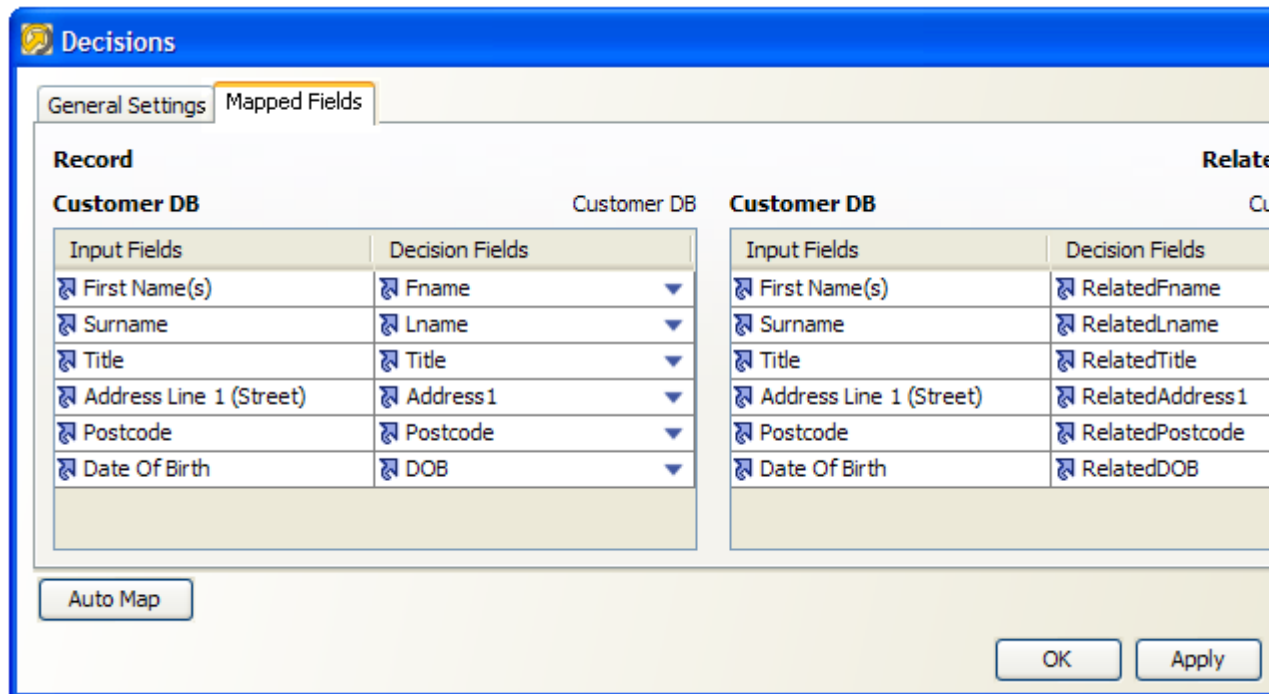 Decisions
General Settings Mapped Fields
Record Relate
Customer DB Customer DB Customer DB Cu
Input Fields Decision Fields Input Fields Decision Fields
First Name(s) Fname First Name(s) RelatedFname
Surname Lname Surname RelatedLname
Title Title Title RelatedTitle
Address Line 1 (Street) Address1 Address Line 1 (Street) RelatedAddress1
Postcode Postcode Postcode RelatedPostcode
Date Of Birth DOB Date Of Birth RelatedDOB
Auto Map
OK Apply